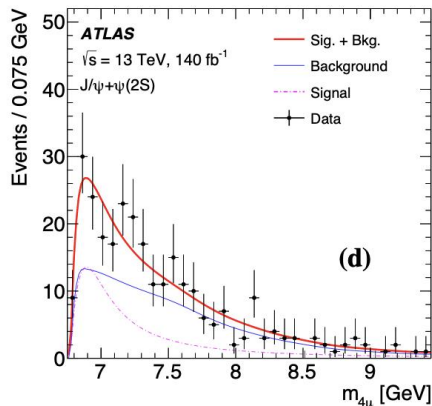 ATLAS
√s = 13 TeV, 140 fb⁻¹
J/ψ+ψ(2S)
Sig. + Bkg.
Background
Signal
Data
(d)
Events / 0.075 GeV
60
50
40
30
20
10
0
7 7.5 8 8.5 9
m4μ [GeV]